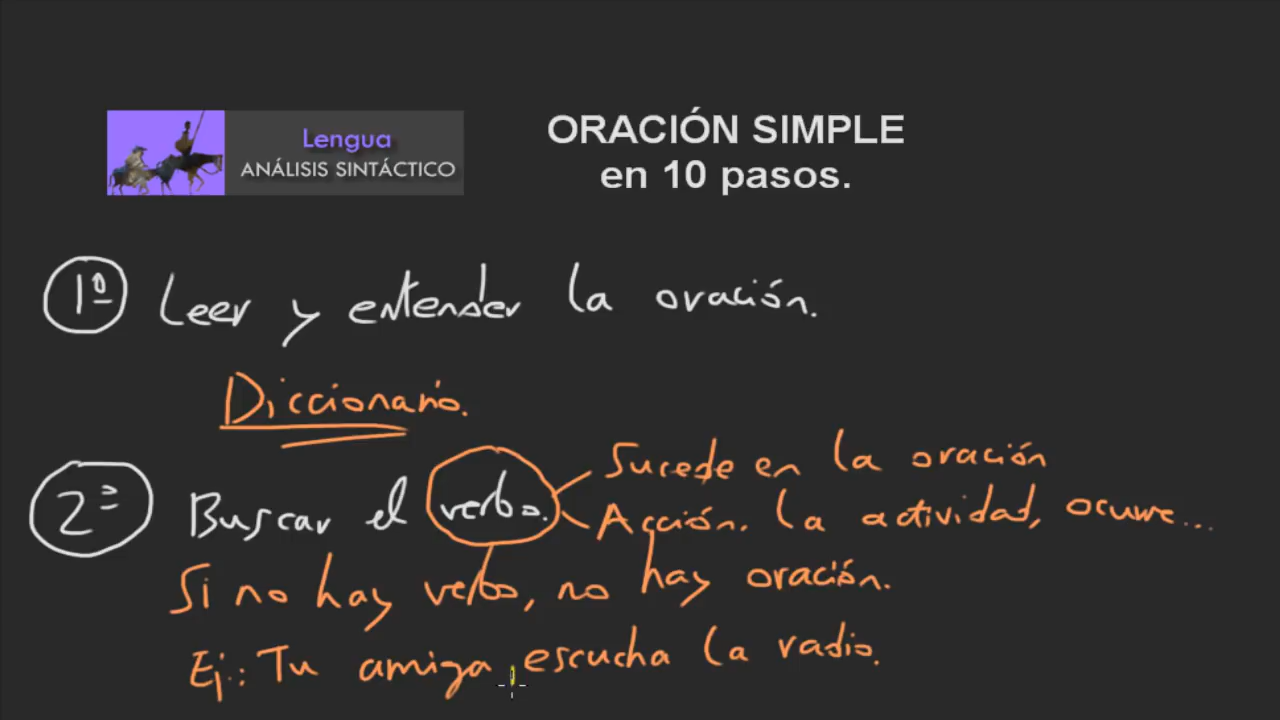 Lengua
ANÁLISIS SINTÁCTICO
ORACIÓN SIMPLE
en 10 pasos.
1º Leer y entender la oración.
Diccionario.
Sucede en la oración
2º Buscar el verbo.
Acción. La actividad, ocurre...
Si no hay verbo, no hay oración.
Ej.: Tu amiga escucha la radio.